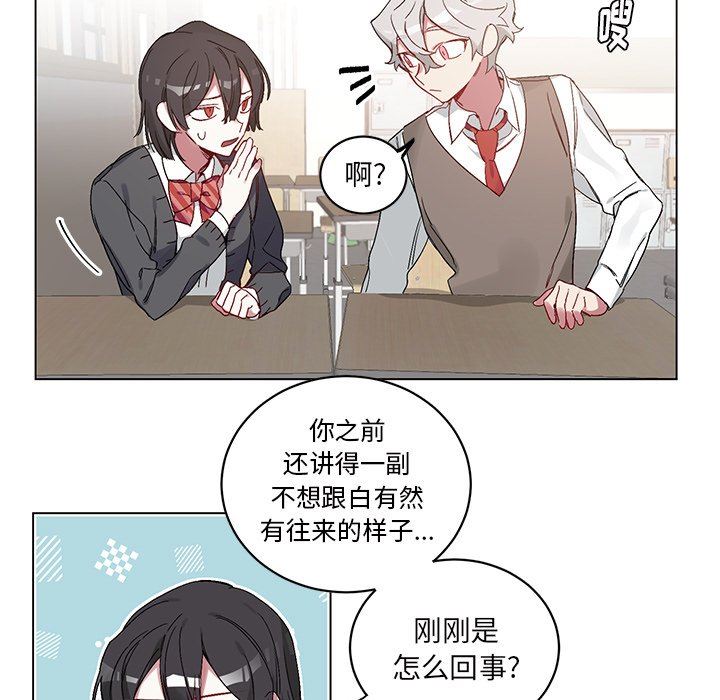 嗖
啊?
你之前
还讲得一副
不想跟白有然
有往来的样子...
刚刚是
怎么回事?